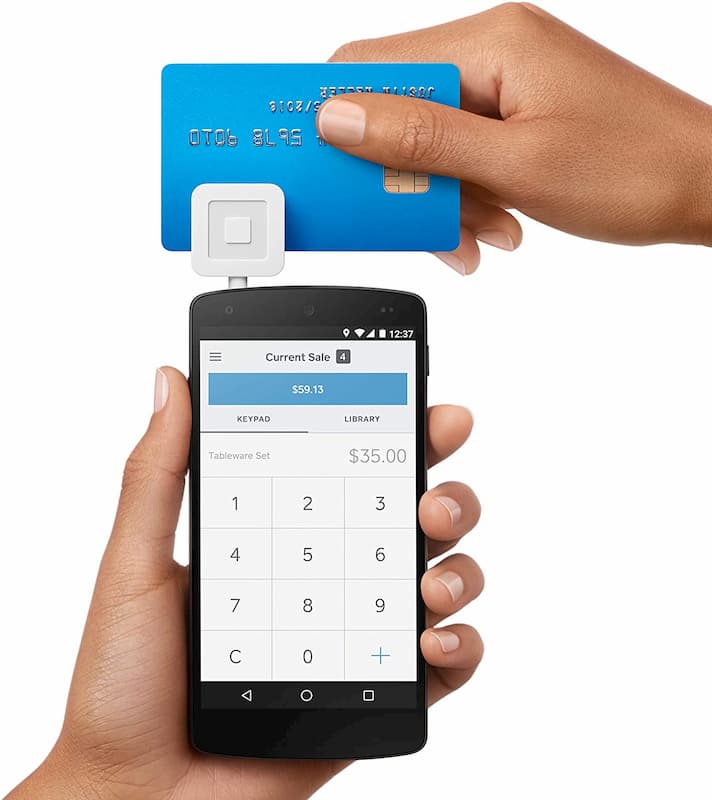 12:37
Current Sale 4
$59.13
KEYPAD LIBRARY
Tableware Set $35.00
1 2 3
4 5 6
7 8 9
C 0 +